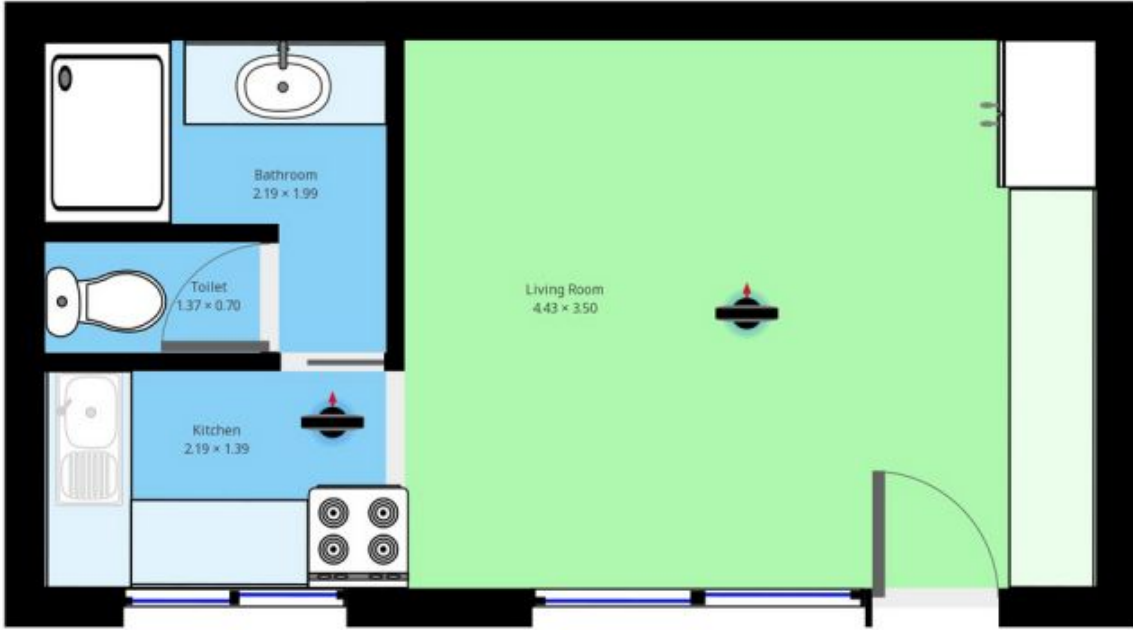 Bathroom
2.19 × 1.99
Toilet
1.37 × 0.70
Living Room
4.43 × 3.50
Kitchen
2.19 × 1.39